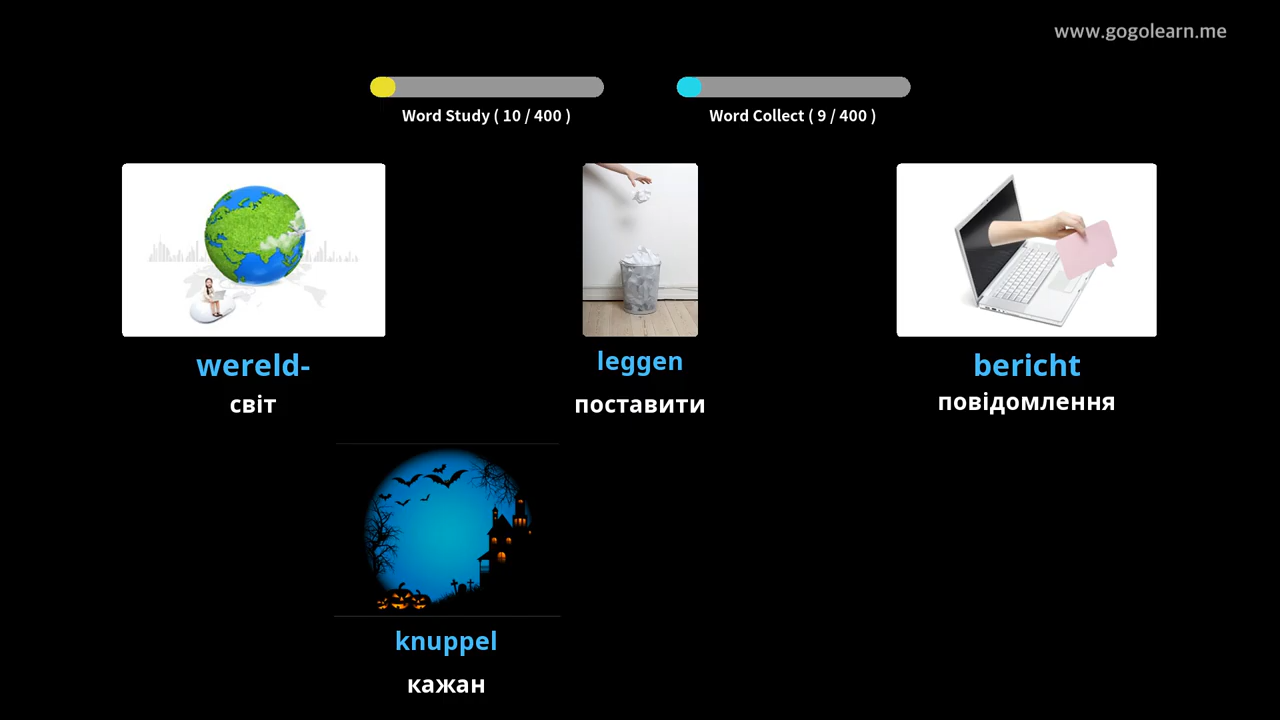 www.gogolearn.me
Word Study ( 10 / 400 )
Word Collect ( 9 / 400 )
wereld-
світ
leggen
поставити
bericht
повідомлення
knuppel
кажан